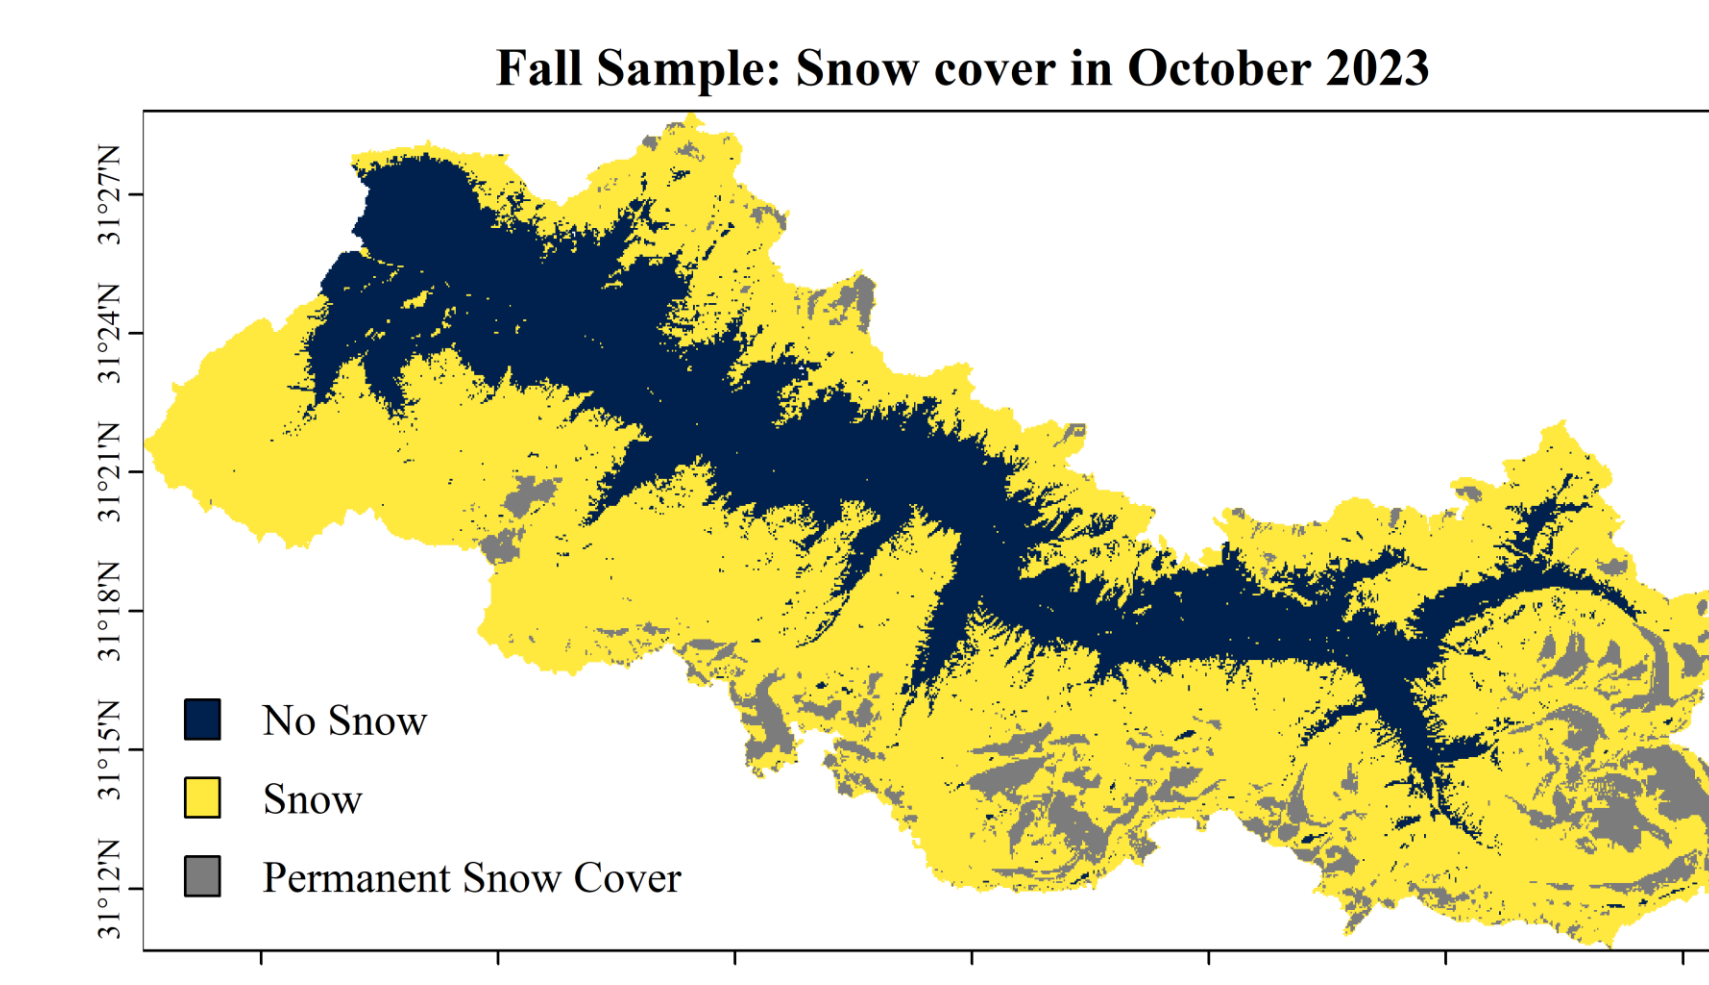 Fall Sample: Snow cover in October 2023
31°27'N
31°24'N
31°21'N
31°18'N
31°15'N
31°12'N
No Snow
Snow
Permanent Snow Cover